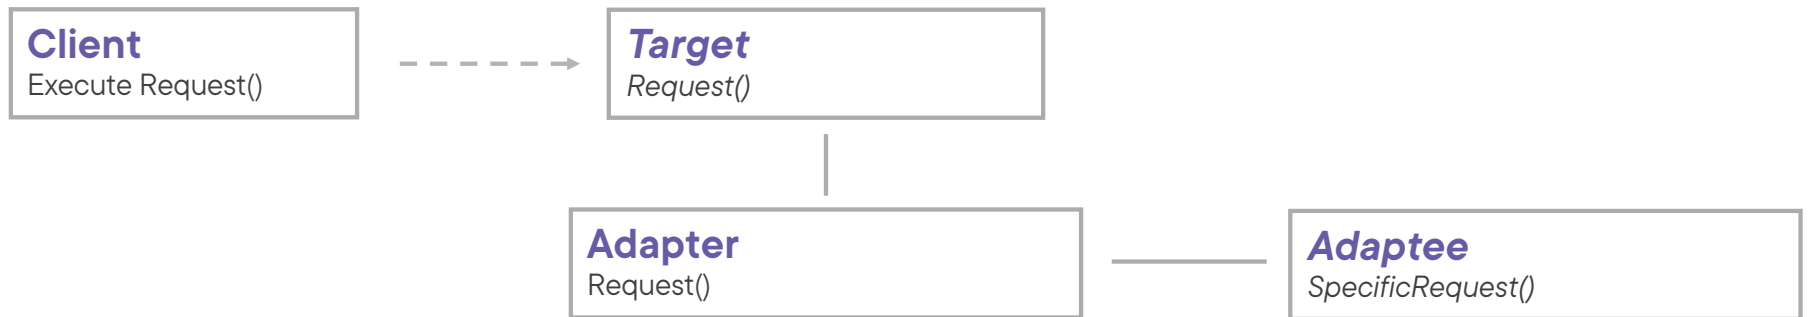 Client
Execute Request()
Target
Request()
Adapter
Request()
Adaptee
SpecificRequest()